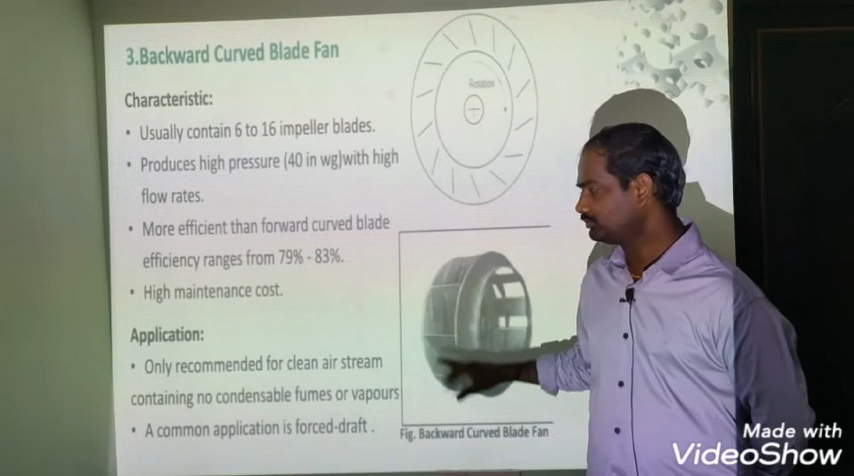 3.Backward Curved Blade Fan
Characteristic:
• Usually contain 6 to 16 impeller blades.
• Produces high pressure (40 in wg)with high
flow rates.
• More efficient than forward curved blade
efficiency ranges from 79% - 83%.
• High maintenance cost.
Application:
• Only recommended for clean air stream
containing no condensable fumes or vapours
• A common application is forced-draft .
Rotation
Fig. Backward Curved Blade Fan
Made with
VideoShow